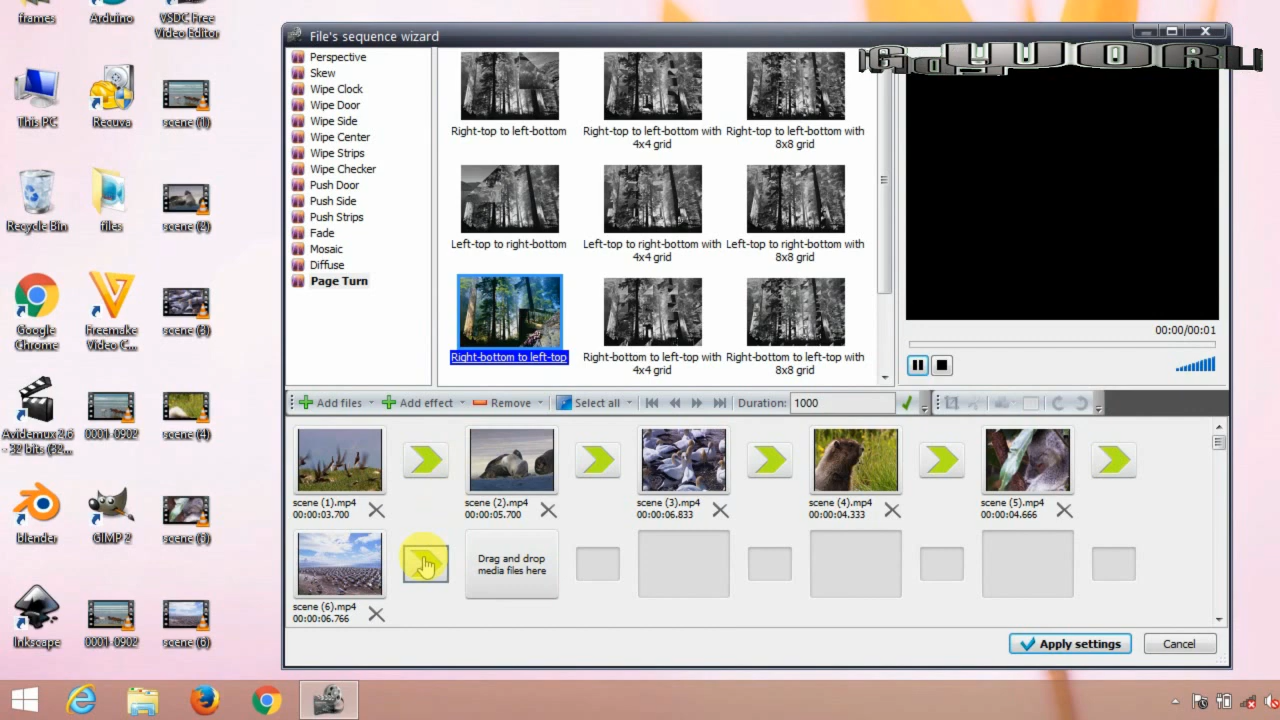 frames
Arduino
VSDC Free
Video Editor
This PC
Recuva
scene (1)
Recycle Bin
files
scene (2)
Google
Chrome
Freemake
Video C...
scene (3)
Avidemux 2.6
- 32 bits (32...
0001-0902
scene (4)
blender
GIMP 2
scene (5)
Inkscape
0001-0902
scene (6)
File's sequence wizard
Perspective
Skew
Wipe Clock
Wipe Door
Wipe Side
Wipe Center
Wipe Strips
Wipe Checker
Push Door
Push Side
Push Strips
Fade
Mosaic
Diffuse
Page Turn
Right-top to left-bottom
Right-top to left-bottom with
4x4 grid
Right-top to left-bottom with
8x8 grid
Left-top to right-bottom
Left-top to right-bottom with
4x4 grid
Left-top to right-bottom with
8x8 grid
Right-bottom to left-top
Right-bottom to left-top with
4x4 grid
Right-bottom to left-top with
8x8 grid
00:00/00:01
Add files
Add effect
Remove
Select all
Duration:
1000
scene (1).mp4
00:00:03.700
scene (2).mp4
00:00:05.700
scene (3).mp4
00:00:06.833
scene (4).mp4
00:00:04.333
scene (5).mp4
00:00:04.666
scene (6).mp4
00:00:06.766
Drag and drop
media files here
Apply settings
Cancel